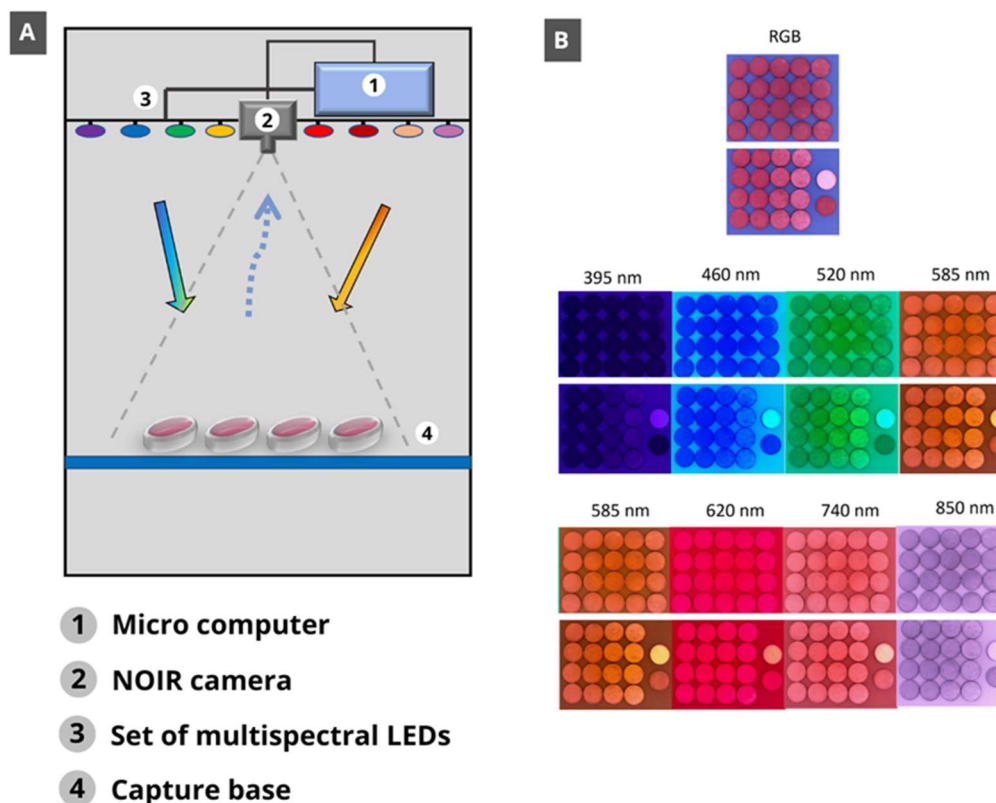 A
1
3
2
4
1 Micro computer
2 NOIR camera
3 Set of multispectral LEDs
4 Capture base
B
RGB
395 nm 460 nm 520 nm 585 nm
585 nm 620 nm 740 nm 850 nm